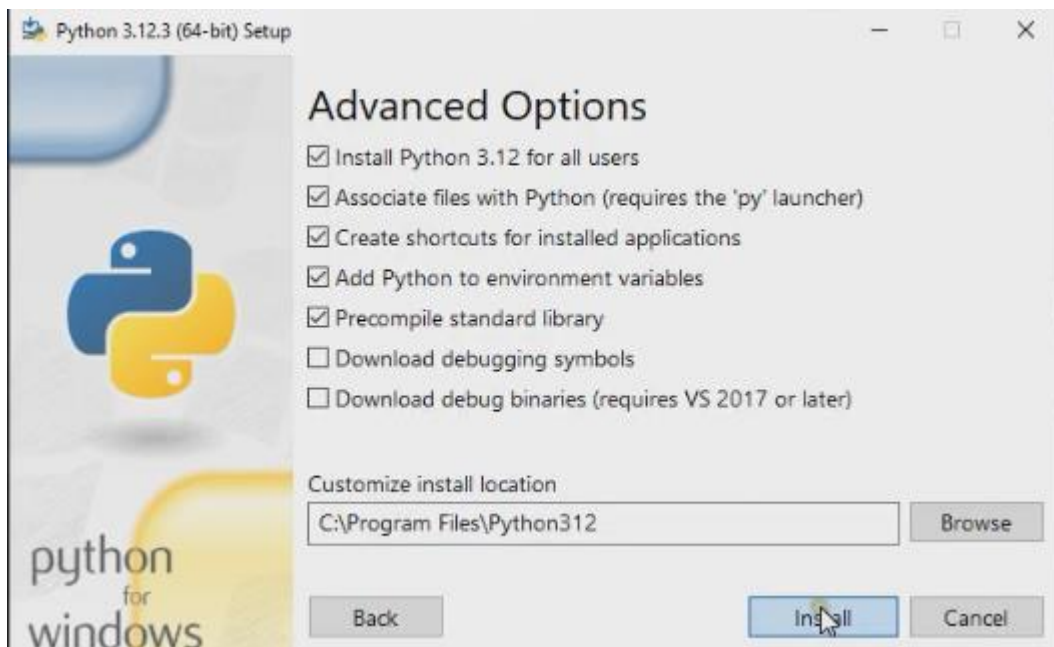 Python 3.12.3 (64-bit) Setup
Advanced Options
Install Python 3.12 for all users
Associate files with Python (requires the 'py' launcher)
Create shortcuts for installed applications
Add Python to environment variables
Precompile standard library
Download debugging symbols
Download debug binaries (requires VS 2017 or later)
Customize install location
C:\Program Files\Python312
Browse
python
for
windows
Back
Install
Cancel